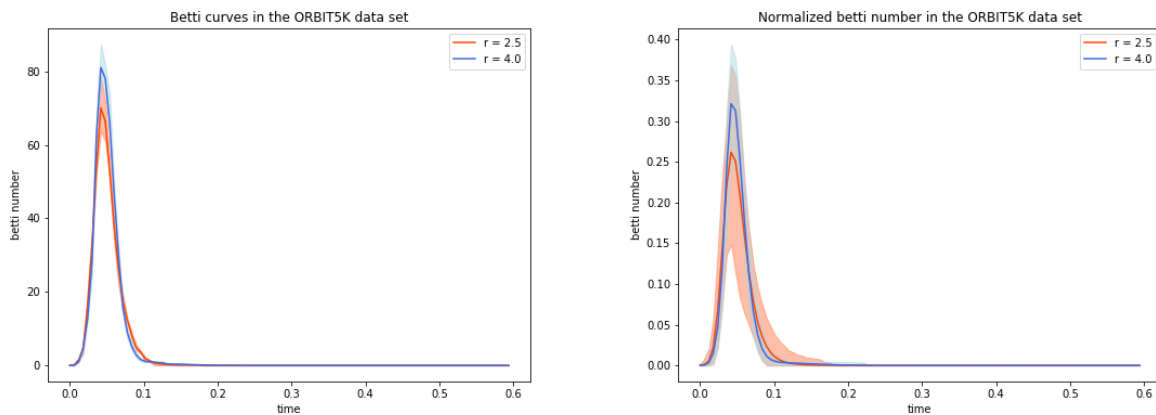 Betti curves in the ORBIT5K data set
r = 2.5
r = 4.0
80
60
40
20
0
betti number
0.0 0.1 0.2 0.3 0.4 0.5 0.6
time
Normalized betti number in the ORBIT5K data set
r = 2.5
r = 4.0
0.40
0.35
0.30
0.25
0.20
0.15
0.10
0.05
0.00
betti number
0.0 0.1 0.2 0.3 0.4 0.5 0.6
time